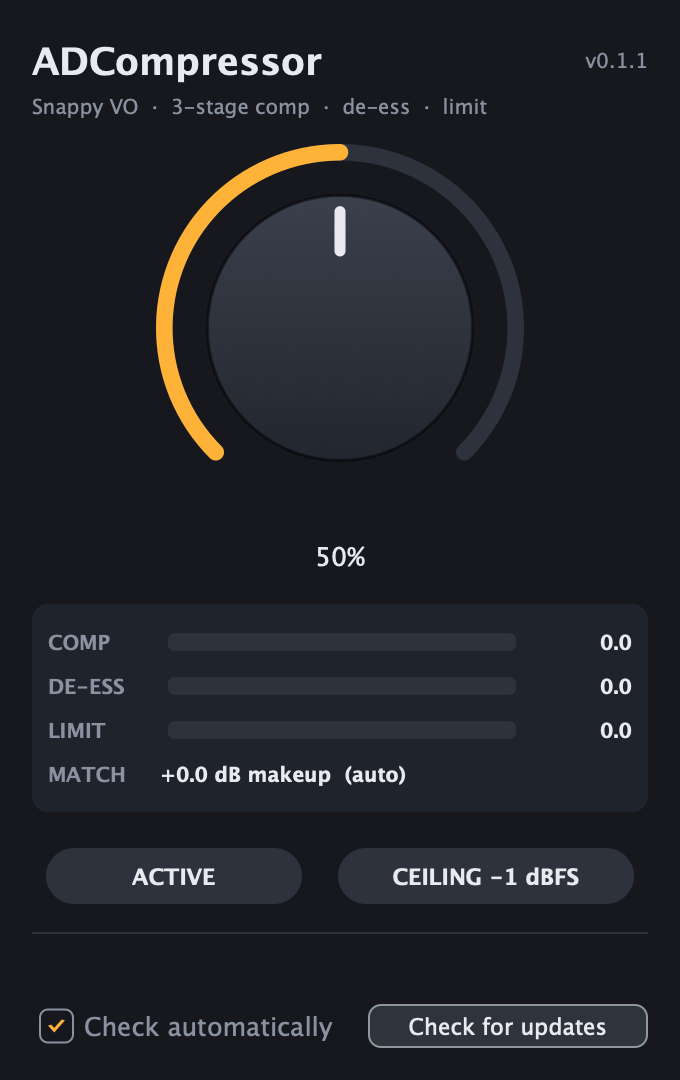 ADCompressor v0.1.1
Snappy VO · 3-stage comp · de-ess · limit
50%
COMP 0.0
DE-ESS 0.0
LIMIT 0.0
MATCH +0.0 dB makeup (auto)
ACTIVE CEILING -1 dBFS
Check automatically Check for updates